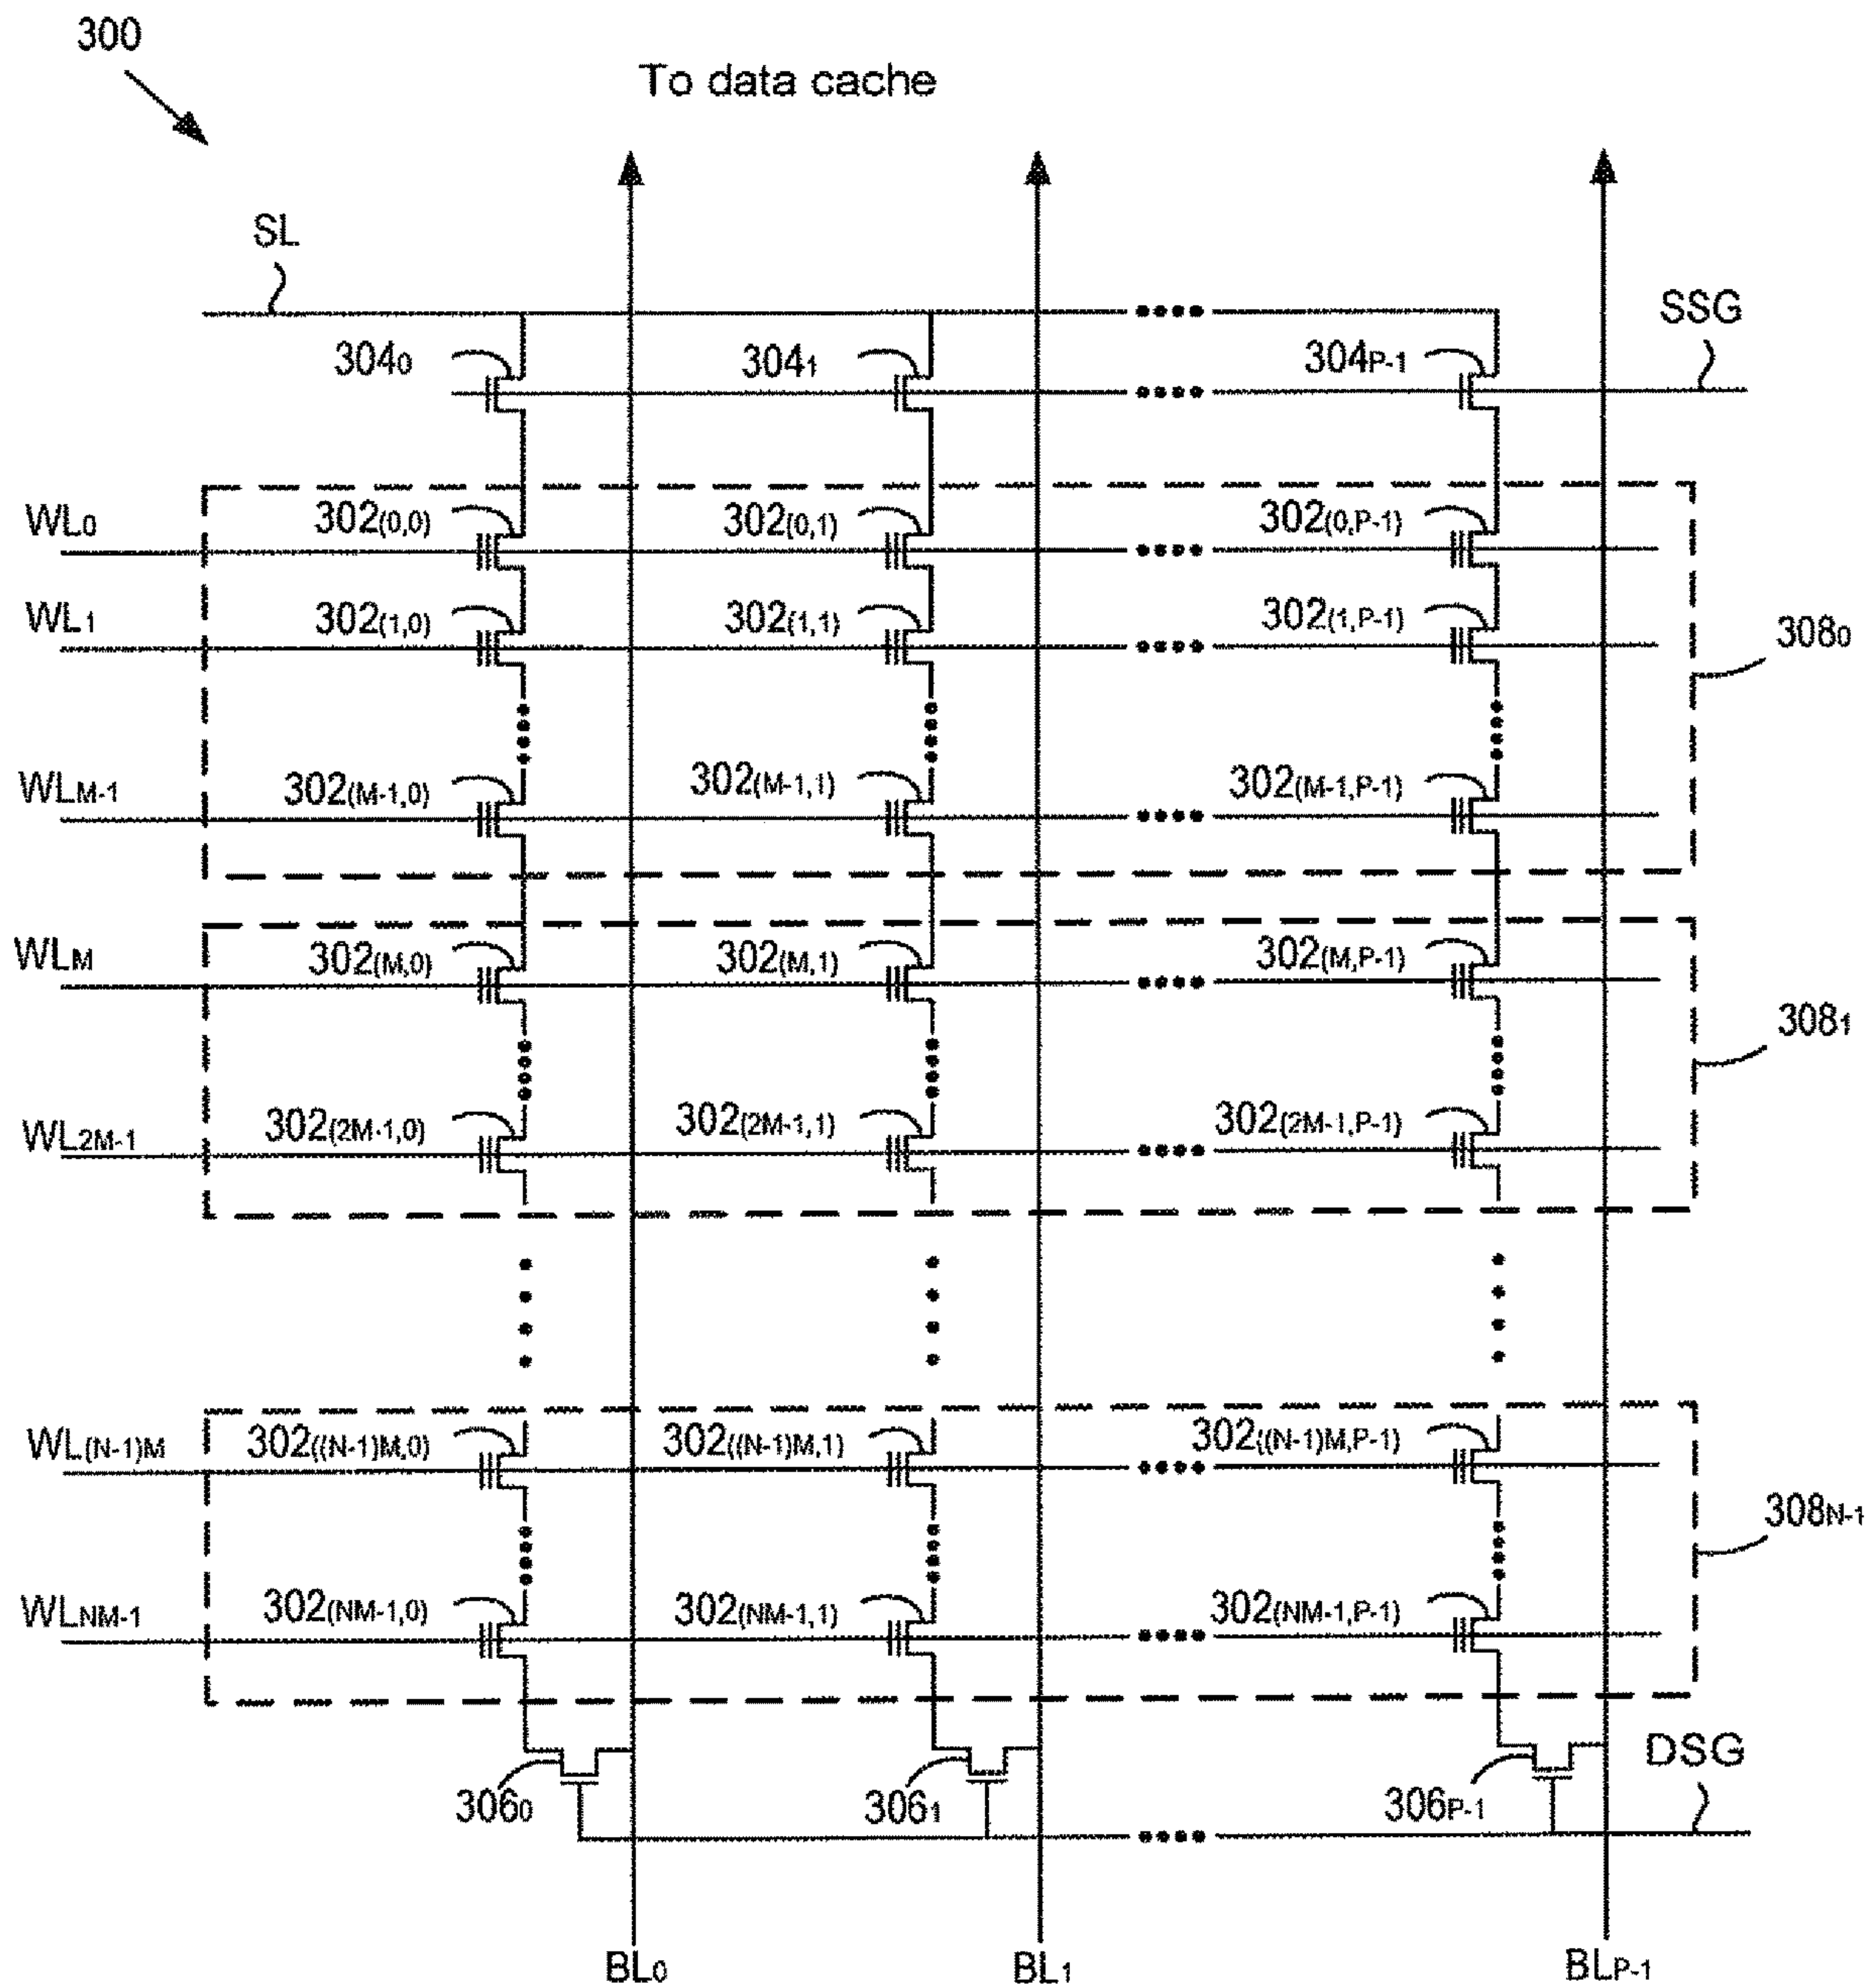 300
To data cache
SL
SSG
304₀ 304₁ 304P-1
WL₀ 302(0,0) 302(0,1) 302(0,P-1)
WL₁ 302(1,0) 302(1,1) 302(1,P-1)
308₀
WLM-1 302(M-1,0) 302(M-1,1) 302(M-1,P-1)
WLM 302(M,0) 302(M,1) 302(M,P-1)
308₁
WL2M-1 302(2M-1,0) 302(2M-1,1) 302(2M-1,P-1)
WL(N-1)M 302((N-1)M,0) 302((N-1)M,1) 302((N-1)M,P-1)
308N-1
WLNM-1 302(NM-1,0) 302(NM-1,1) 302(NM-1,P-1)
DSG
306₀ 306₁ 306P-1
BL₀ BL₁ BLP-1